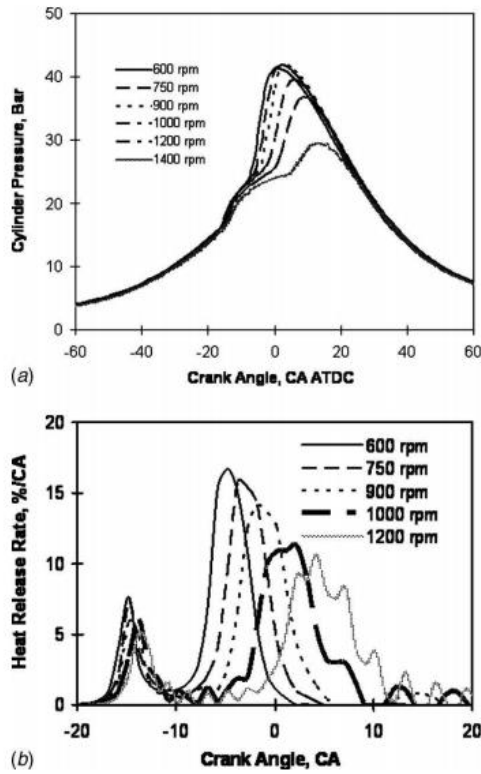 50
40
30
20
10
0
Cylinder Pressure, Bar
600 rpm
750 rpm
900 rpm
1000 rpm
1200 rpm
1400 rpm
-60 -40 -20 0 20 40 60
(a)
Crank Angle, CA ATDC
20
15
10
5
0
Heat Release Rate, %/CA
600 rpm
750 rpm
900 rpm
1000 rpm
1200 rpm
-20 -10 0 10 20
(b)
Crank Angle, CA